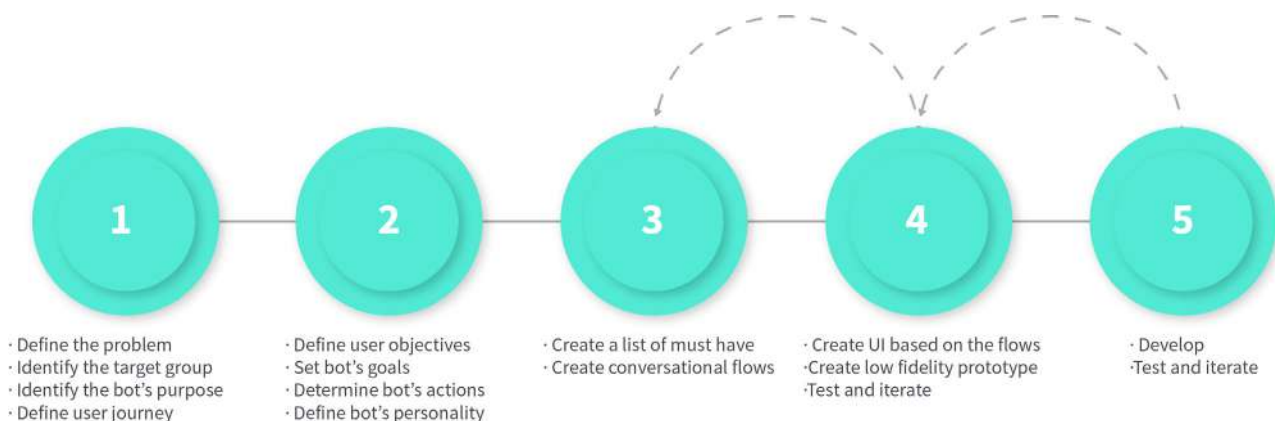 1
2
3
4
5
· Define the problem
· Identify the target group
· Identify the bot's purpose
· Define user journey
· Define user objectives
· Set bot's goals
· Determine bot's actions
· Define bot's personality
· Create a list of must have
· Create conversational flows
· Create UI based on the flows
·Create low fidelity prototype
·Test and iterate
· Develop
·Test and iterate